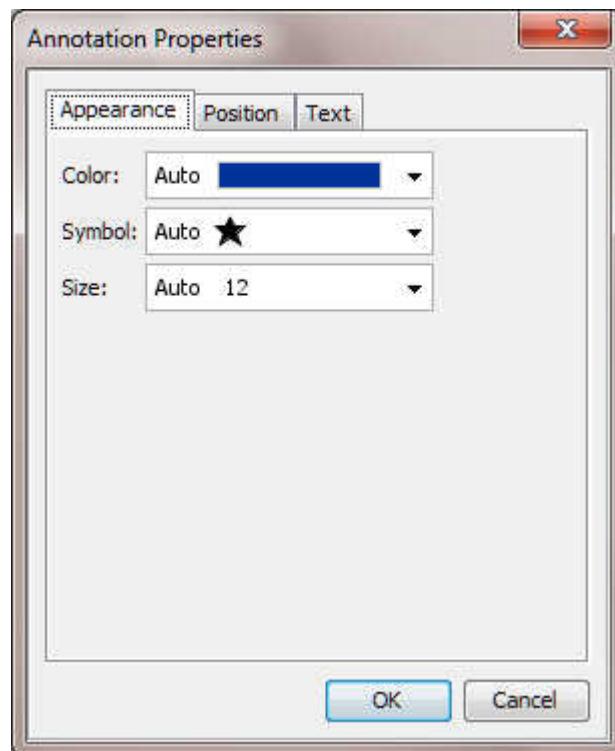 Annotation Properties
Appearance Position Text
Color: Auto
Symbol: Auto
Size: Auto 12
OK Cancel